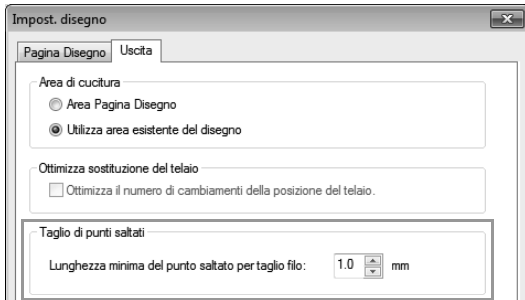 Impost. disegno
Pagina Disegno Uscita
Area di cucitura
Area Pagina Disegno
Utilizza area esistente del disegno
Ottimizza sostituzione del telaio
Ottimizza il numero di cambiamenti della posizione del telaio.
Taglio di punti saltati
Lunghezza minima del punto saltato per taglio filo: 1.0 mm